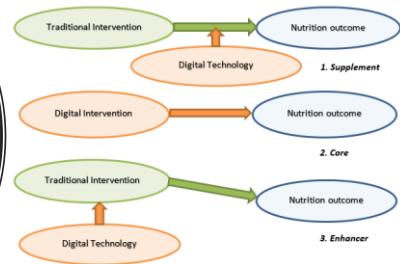 Traditional Intervention
Nutrition outcome
Digital Technology
1. Supplement
Digital Intervention
Nutrition outcome
2. Core
Traditional Intervention
Nutrition outcome
Digital Technology
3. Enhancer